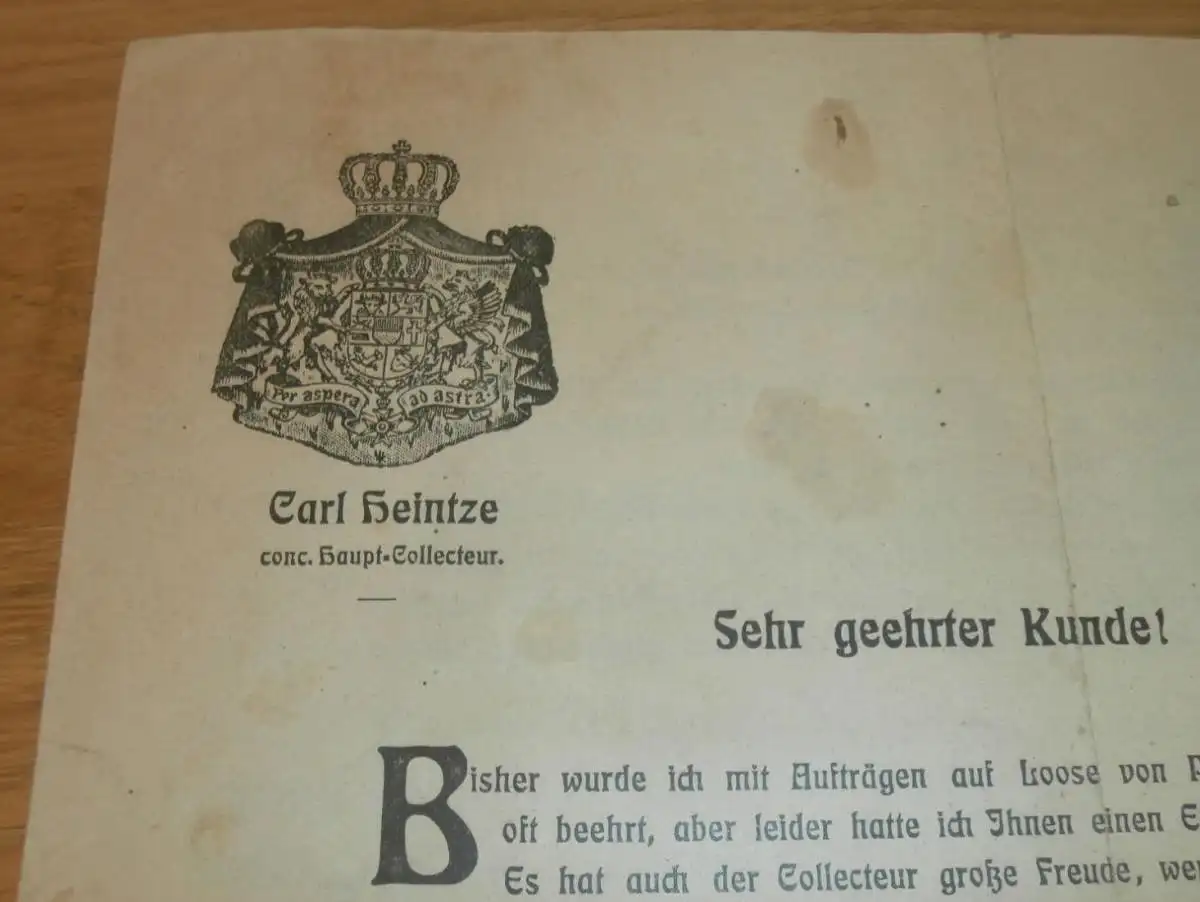 Per aspera ad astra.
Carl Heintze
conc. Haupt-Collecteur.
Sehr geehrter Kunde!
Bisher wurde ich mit Aufträgen auf Loose von
oft beehrt, aber leider hatte ich Ihnen einen
Es hat auch der Collecteur große Freude,